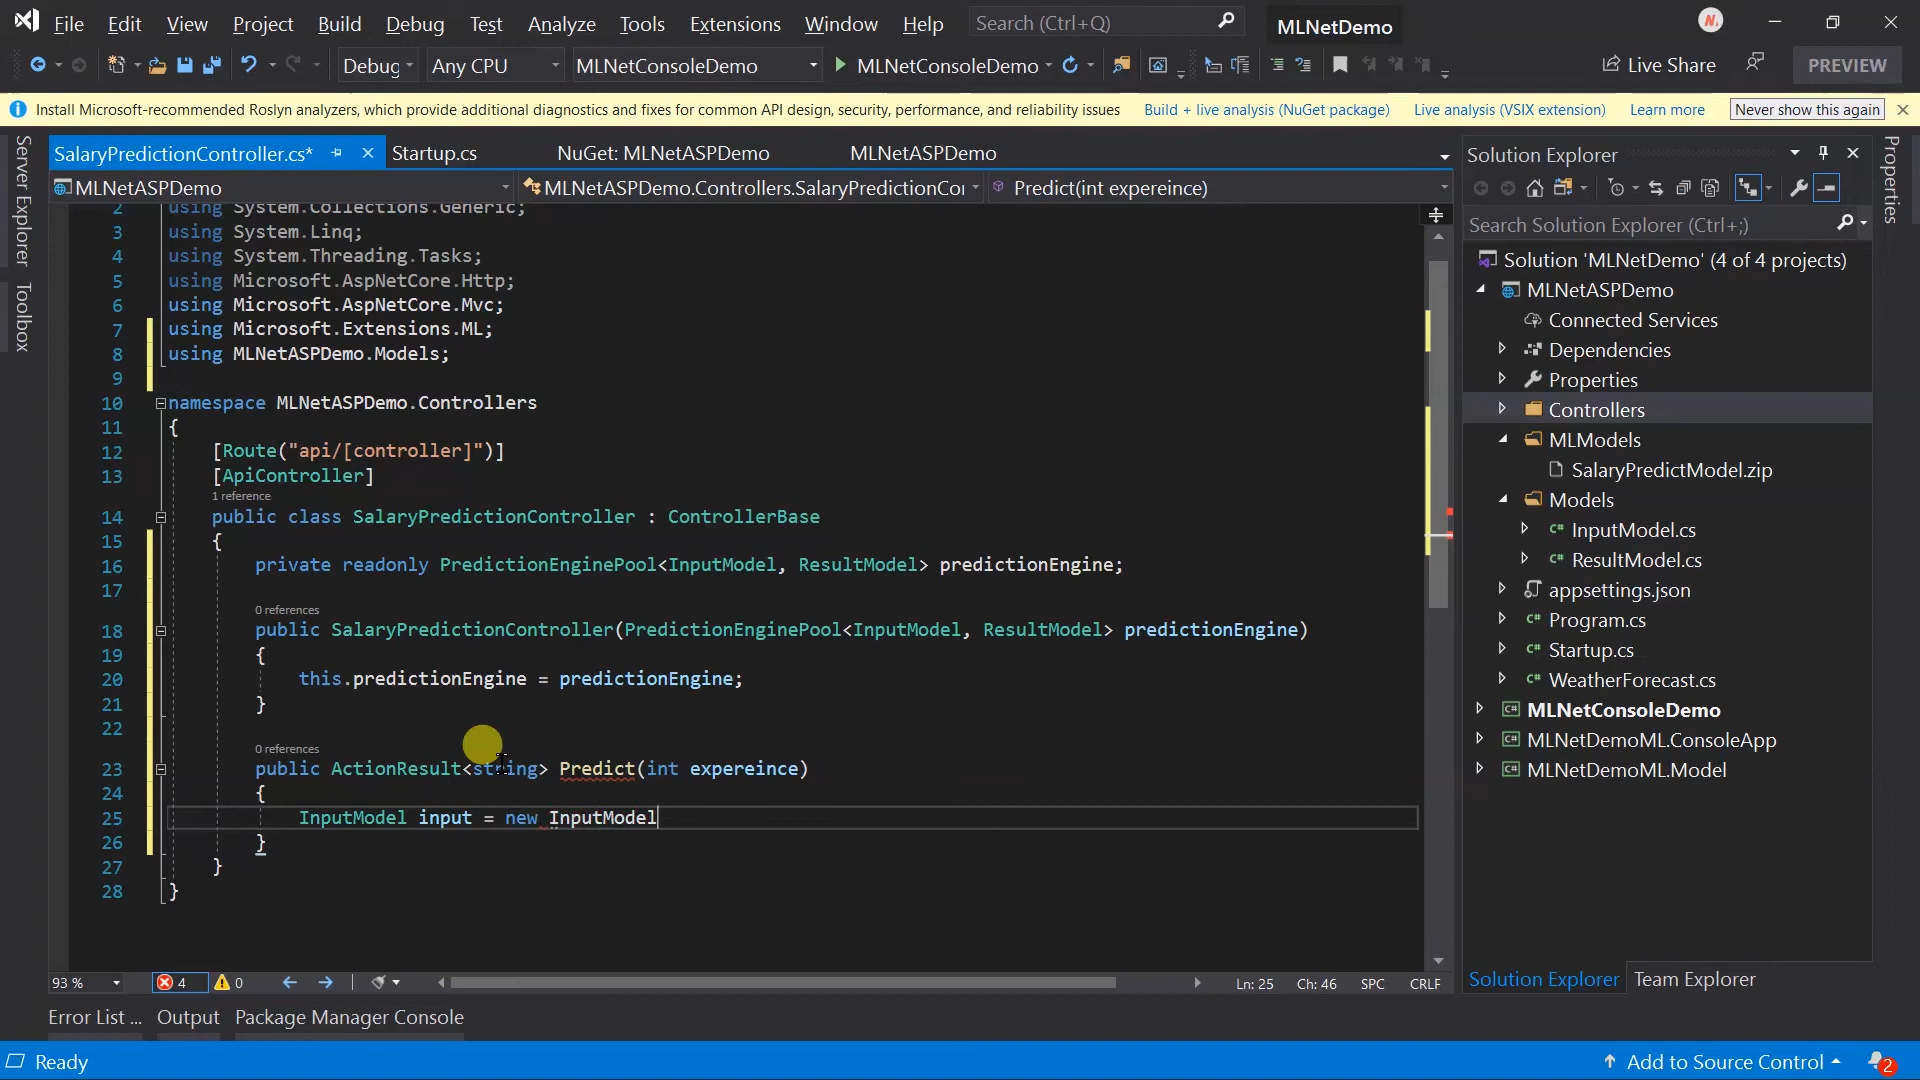 File Edit View Project Build Debug Test Analyze Tools Extensions Window Help Search (Ctrl+Q) MLNetDemo
Debug Any CPU MLNetConsoleDemo MLNetConsoleDemo Live Share PREVIEW
Install Microsoft-recommended Roslyn analyzers, which provide additional diagnostics and fixes for common API design, security, performance, and reliability issues Build + live analysis (NuGet package) Live analysis (VSIX extension) Learn more Never show this again
Server Explorer
Toolbox
SalaryPredictionController.cs* Startup.cs NuGet: MLNetASPDemo MLNetASPDemo
MLNetASPDemo MLNetASPDemo.Controllers.SalaryPredictionCo Predict(int expereince)
2 using System.Collections.Generic;
3 using System.Linq;
4 using System.Threading.Tasks;
5 using Microsoft.AspNetCore.Http;
6 using Microsoft.AspNetCore.Mvc;
7 using Microsoft.Extensions.ML;
8 using MLNetASPDemo.Models;
9
10 namespace MLNetASPDemo.Controllers
11 {
12 [Route("api/[controller]")]
13 [ApiController]
1 reference
14 public class SalaryPredictionController : ControllerBase
15 {
16 private readonly PredictionEnginePool<InputModel, ResultModel> predictionEngine;
17
0 references
18 public SalaryPredictionController(PredictionEnginePool<InputModel, ResultModel> predictionEngine)
19 {
20 this.predictionEngine = predictionEngine;
21 }
22
0 references
23 public ActionResult<string> Predict(int expereince)
24 {
25 InputModel input = new InputModel
26 }
27 }
28 }
93 % 4 0 Ln: 25 Ch: 46 SPC CRLF
Error List ... Output Package Manager Console
Solution Explorer
Search Solution Explorer (Ctrl+;)
Solution 'MLNetDemo' (4 of 4 projects)
MLNetASPDemo
Connected Services
Dependencies
Properties
Controllers
MLModels
SalaryPredictModel.zip
Models
InputModel.cs
ResultModel.cs
appsettings.json
Program.cs
Startup.cs
WeatherForecast.cs
MLNetConsoleDemo
MLNetDemoML.ConsoleApp
MLNetDemoML.Model
Solution Explorer Team Explorer
Properties
Ready Add to Source Control 2